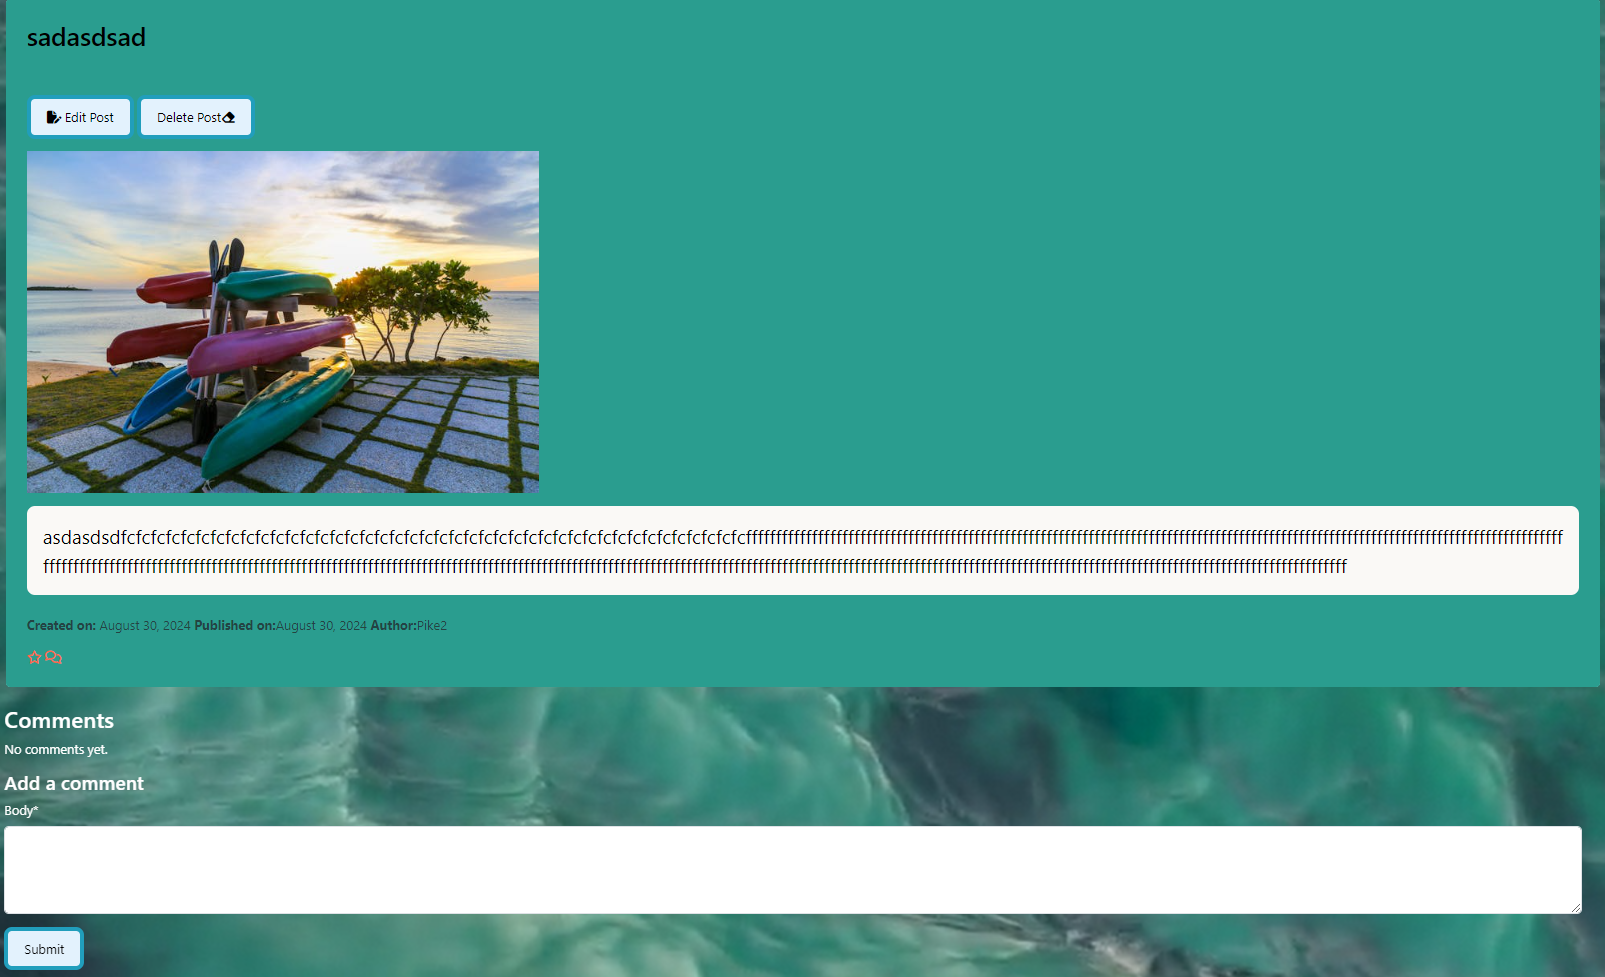 sadasdsad
Edit Post
Delete Post
Created on: August 30, 2024 Published on:August 30, 2024 Author:Pike2
Comments
No comments yet.
Add a comment
Body*
Submit